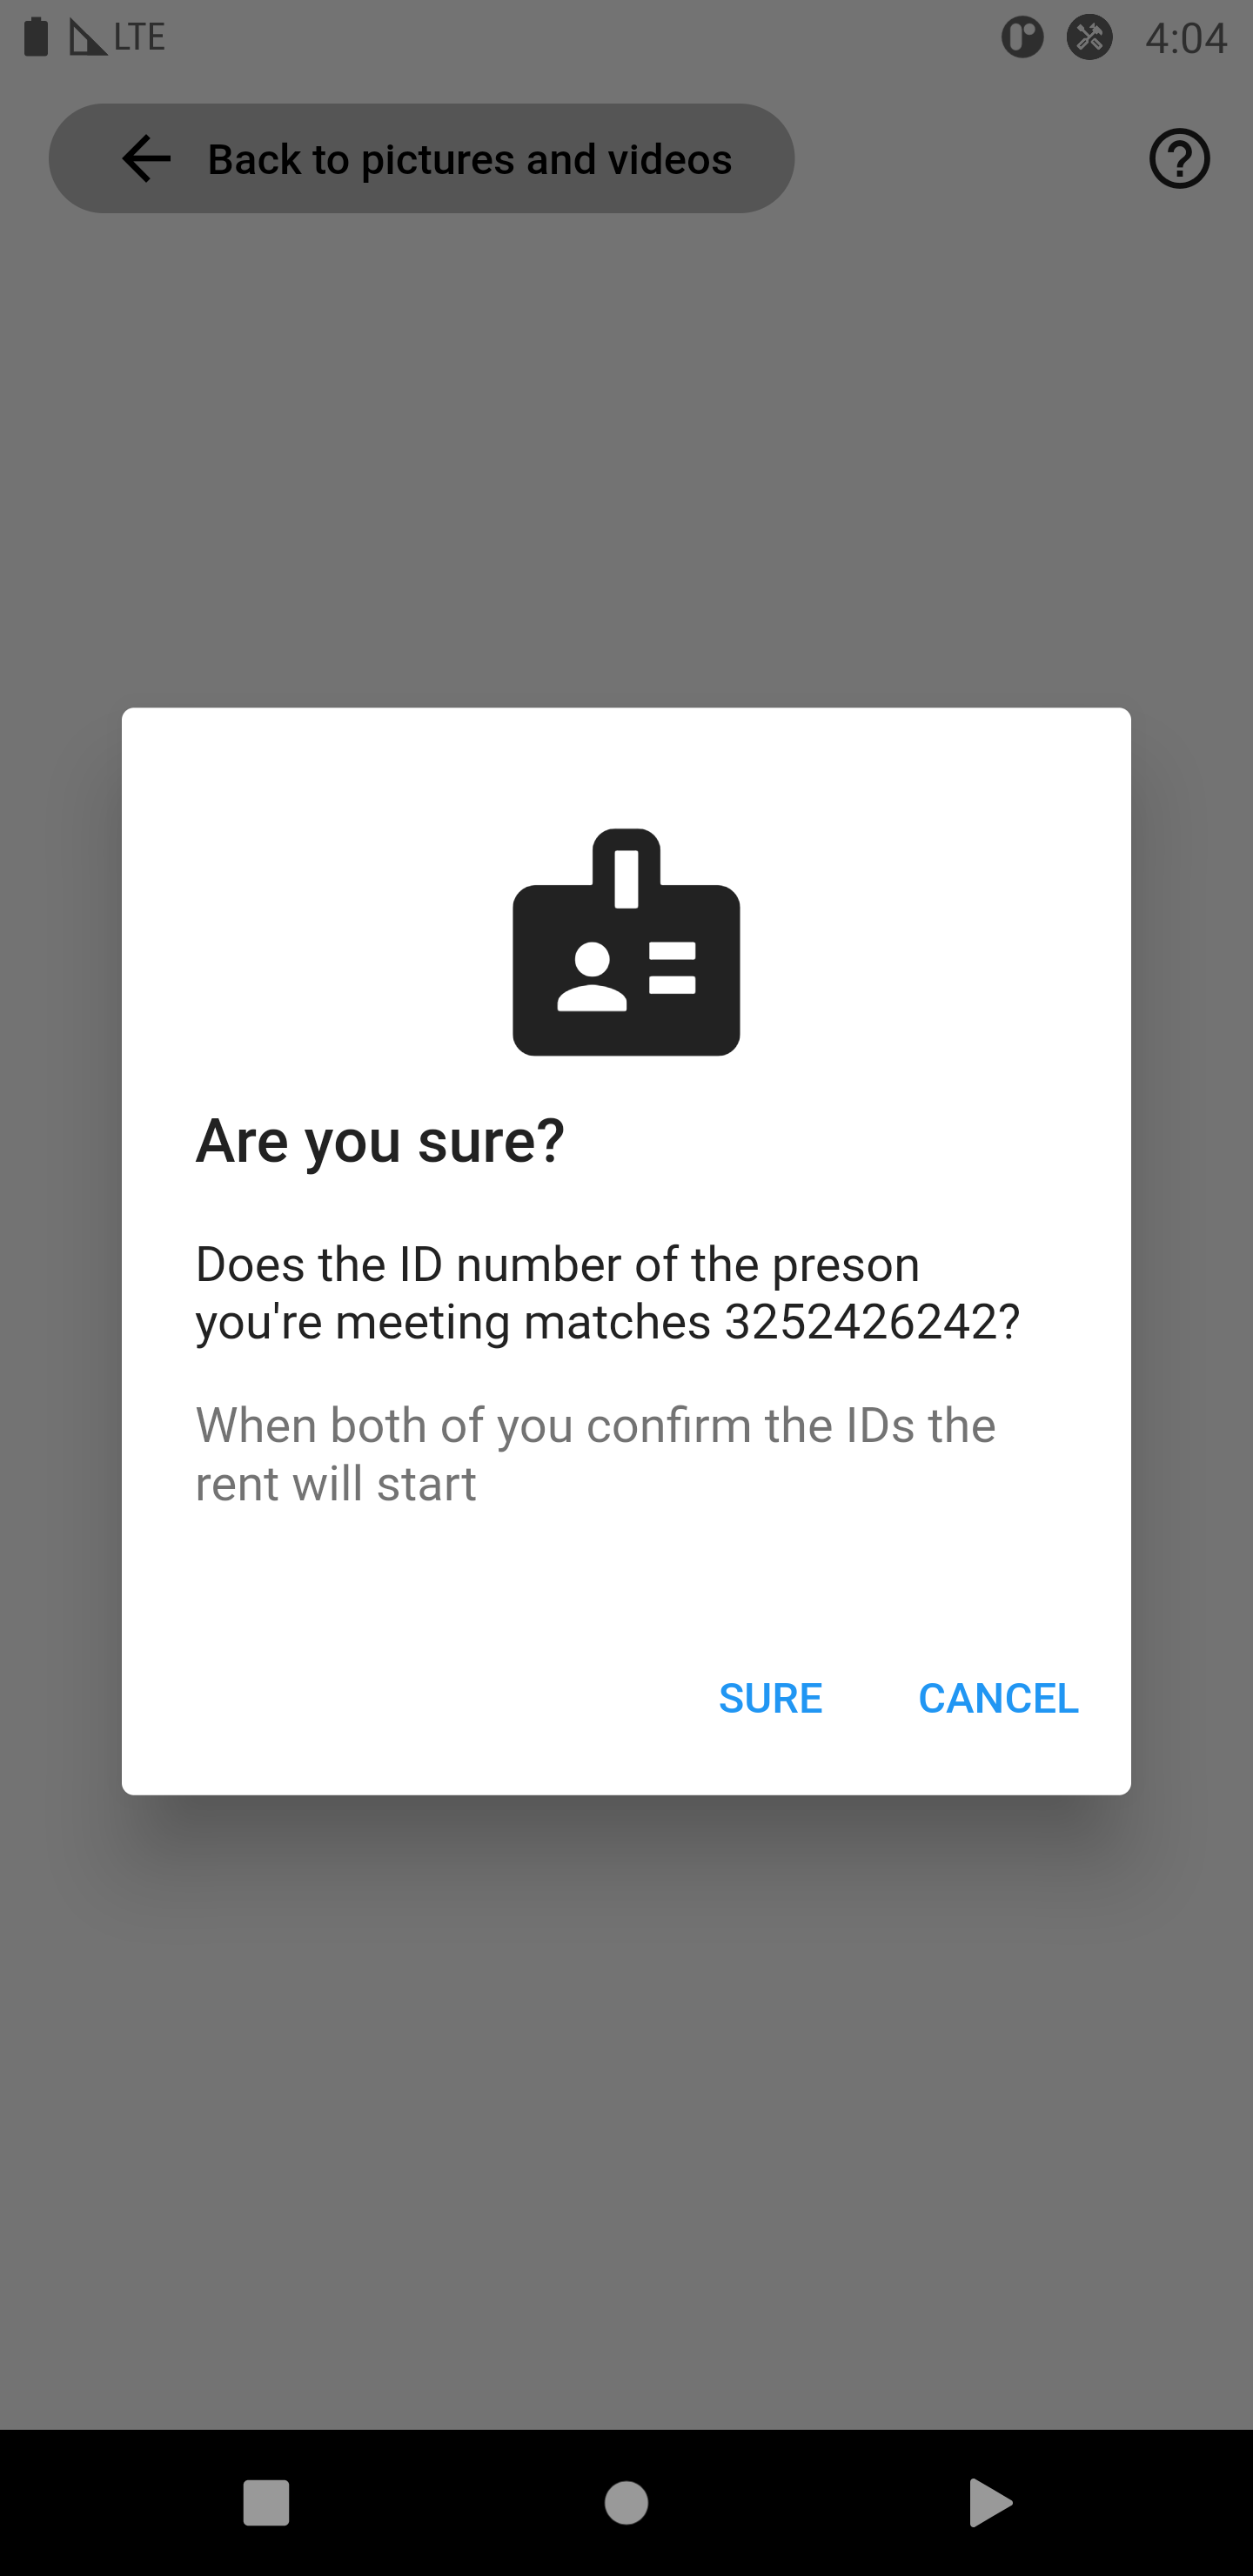 LTE 4:04
Back to pictures and videos
Are you sure?
Does the ID number of the preson
you're meeting matches 3252426242?
When both of you confirm the IDs the
rent will start
SURE CANCEL